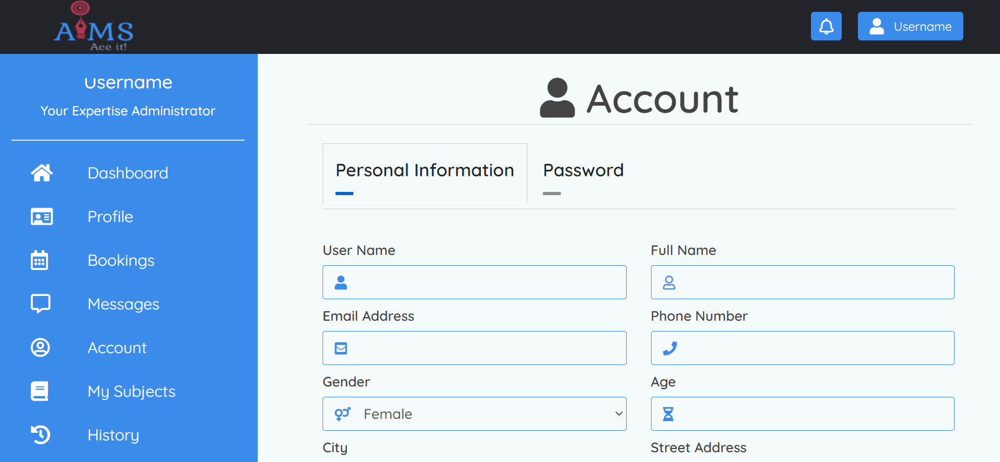 AIMS
Ace it!
Username
Username
Your Expertise Administrator
Dashboard
Profile
Bookings
Messages
Account
My Subjects
History
Account
Personal Information
Password
User Name
Full Name
Email Address
Phone Number
Gender
Age
Female
City
Street Address